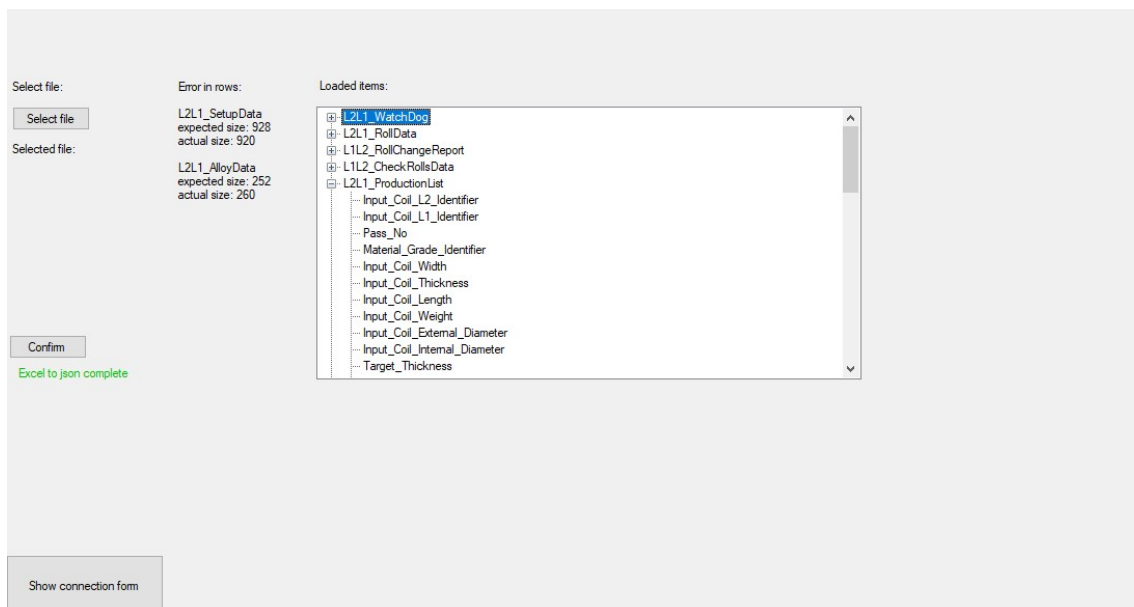 Select file:
Select file
Selected file:
Confirm
Excel to json complete
Show connection form
Error in rows:
L2L1_SetupData
expected size: 928
actual size: 920
L2L1_AlloyData
expected size: 252
actual size: 260
Loaded items:
L2L1_WatchDog
L2L1_RollData
L1L2_RollChangeReport
L1L2_CheckRollsData
L2L1_ProductionList
Input_Coil_L2_Identifier
Input_Coil_L1_Identifier
Pass_No
Material_Grade_Identifier
Input_Coil_Width
Input_Coil_Thickness
Input_Coil_Length
Input_Coil_Weight
Input_Coil_External_Diameter
Input_Coil_Internal_Diameter
Target_Thickness